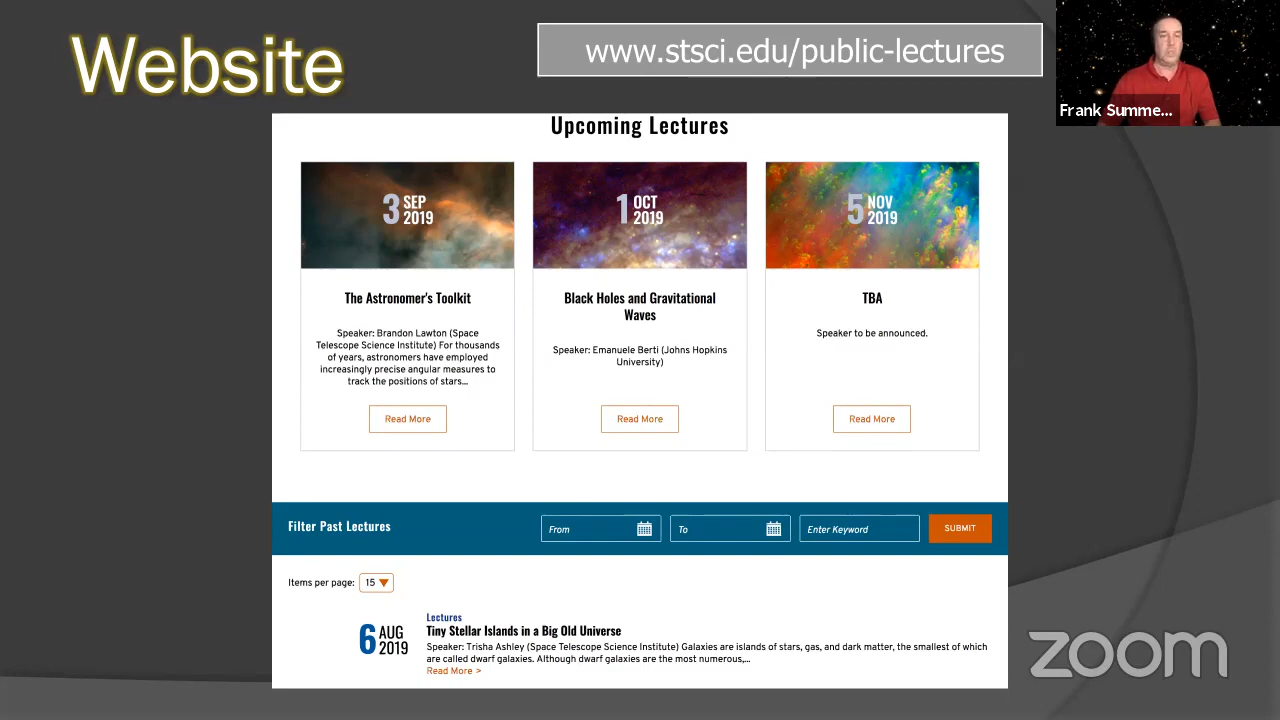 Website
www.stsci.edu/public-lectures
Frank Summe...
Upcoming Lectures
3 SEP
2019
The Astronomer's Toolkit
Speaker: Brandon Lawton (Space
Telescope Science Institute) For thousands
of years, astronomers have employed
increasingly precise angular measures to
track the positions of stars...
Read More
1 OCT
2019
Black Holes and Gravitational
Waves
Speaker: Emanuele Berti (Johns Hopkins
University)
Read More
5 NOV
2019
TBA
Speaker to be announced.
Read More
Filter Past Lectures
From
To
Enter Keyword
SUBMIT
Items per page: 15
6 AUG
2019
Lectures
Tiny Stellar Islands in a Big Old Universe
Speaker: Trisha Ashley (Space Telescope Science Institute) Galaxies are islands of stars, gas, and dark matter, the smallest of which
are called dwarf galaxies. Although dwarf galaxies are the most numerous,...
Read More >
zoom